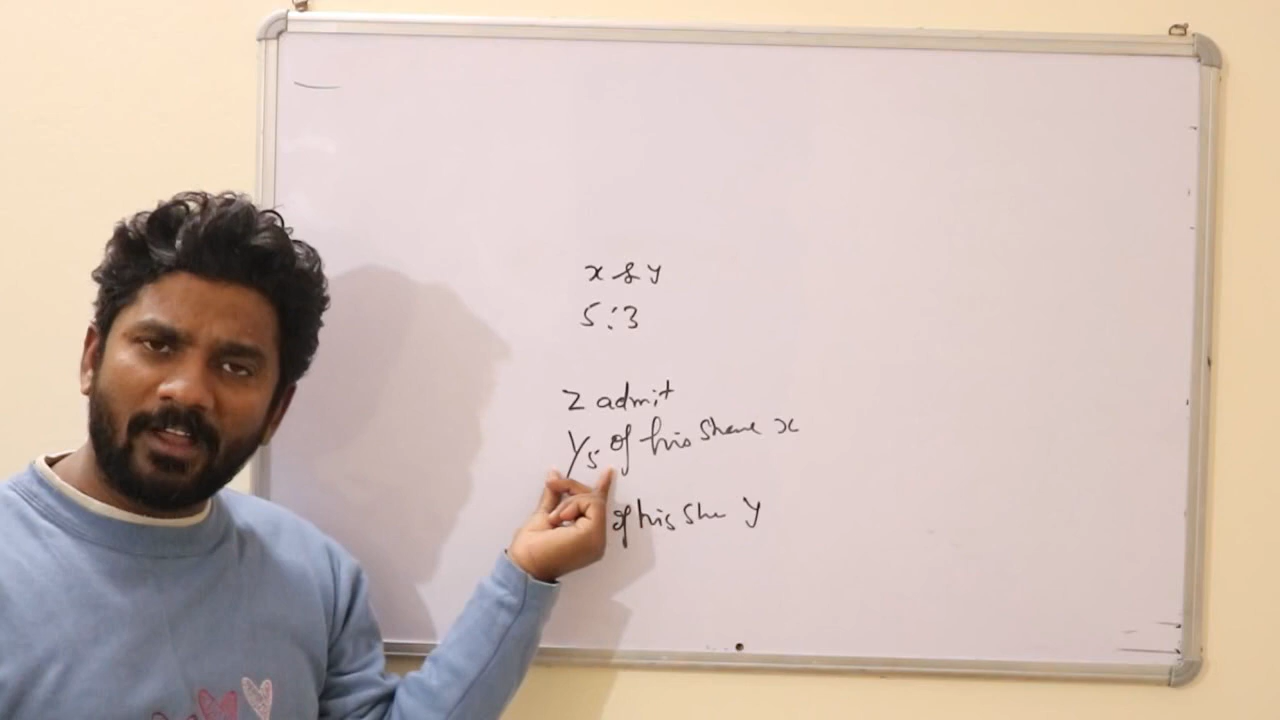 x & y
5:3
Z admit
1/5 of his share x
of his she y